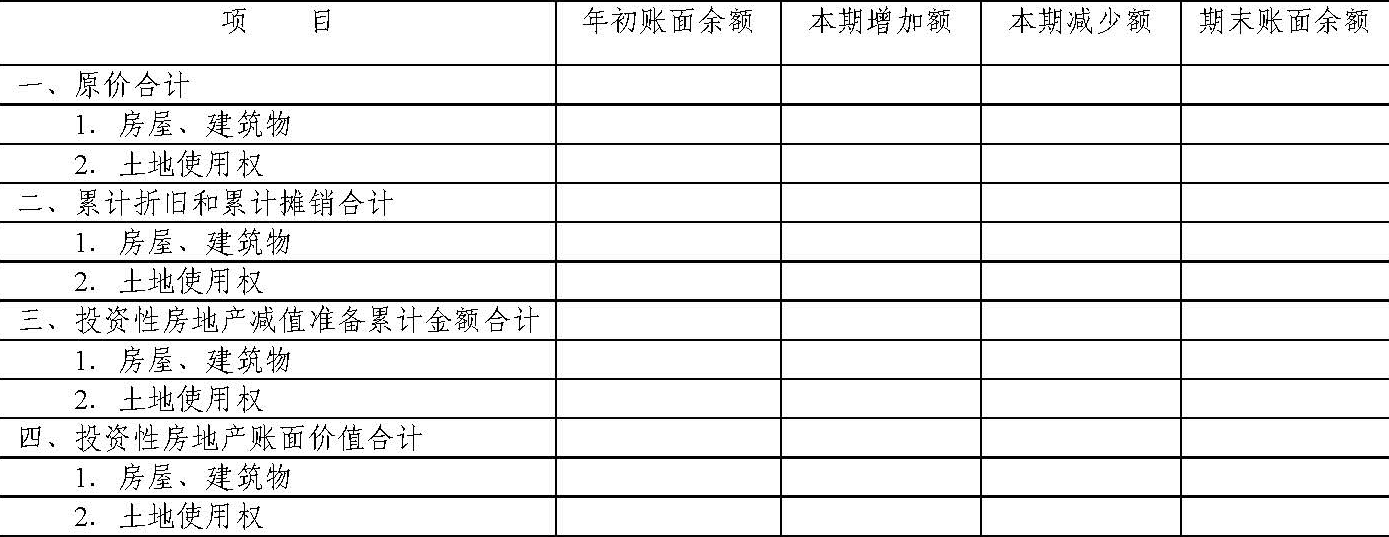 项 目 年初账面余额 本期增加额 本期减少额 期末账面余额
一、原价合计
1. 房屋、建筑物
2. 土地使用权
二、累计折旧和累计摊销合计
1. 房屋、建筑物
2. 土地使用权
三、投资性房地产减值准备累计金额合计
1. 房屋、建筑物
2. 土地使用权
四、投资性房地产账面价值合计
1. 房屋、建筑物
2. 土地使用权